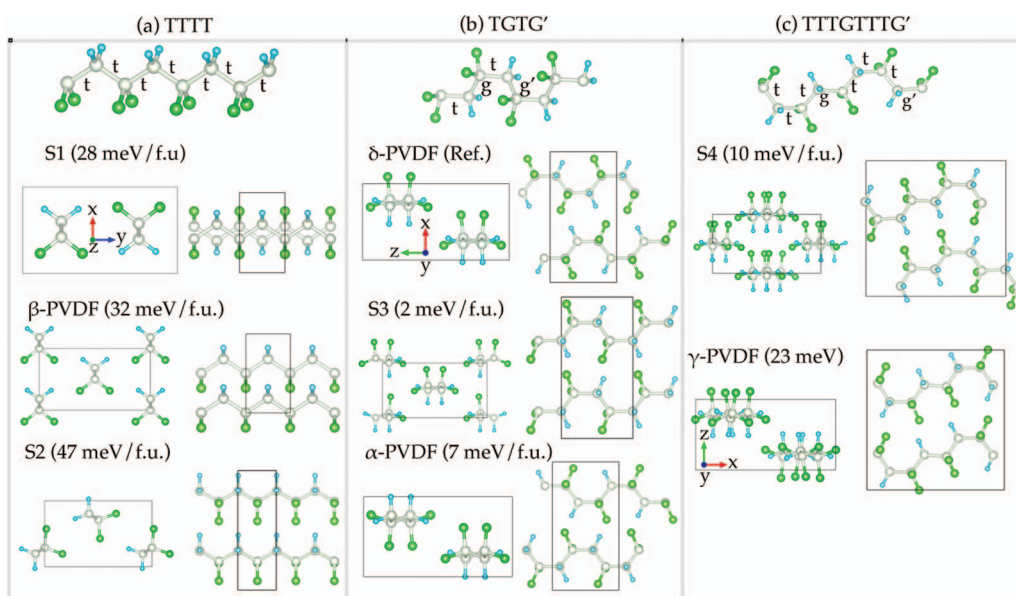 (a) TTTT
t t t t t t t
S1 (28 meV/f.u)
x
y
z
β-PVDF (32 meV/f.u.)
S2 (47 meV/f.u.)
(b) TGTG′
t g t g′ t
δ-PVDF (Ref.)
x
z
y
S3 (2 meV/f.u.)
α-PVDF (7 meV/f.u.)
(c) TTTGTTTG′
t t g t t t g′
S4 (10 meV/f.u.)
γ-PVDF (23 meV)
z
x
y